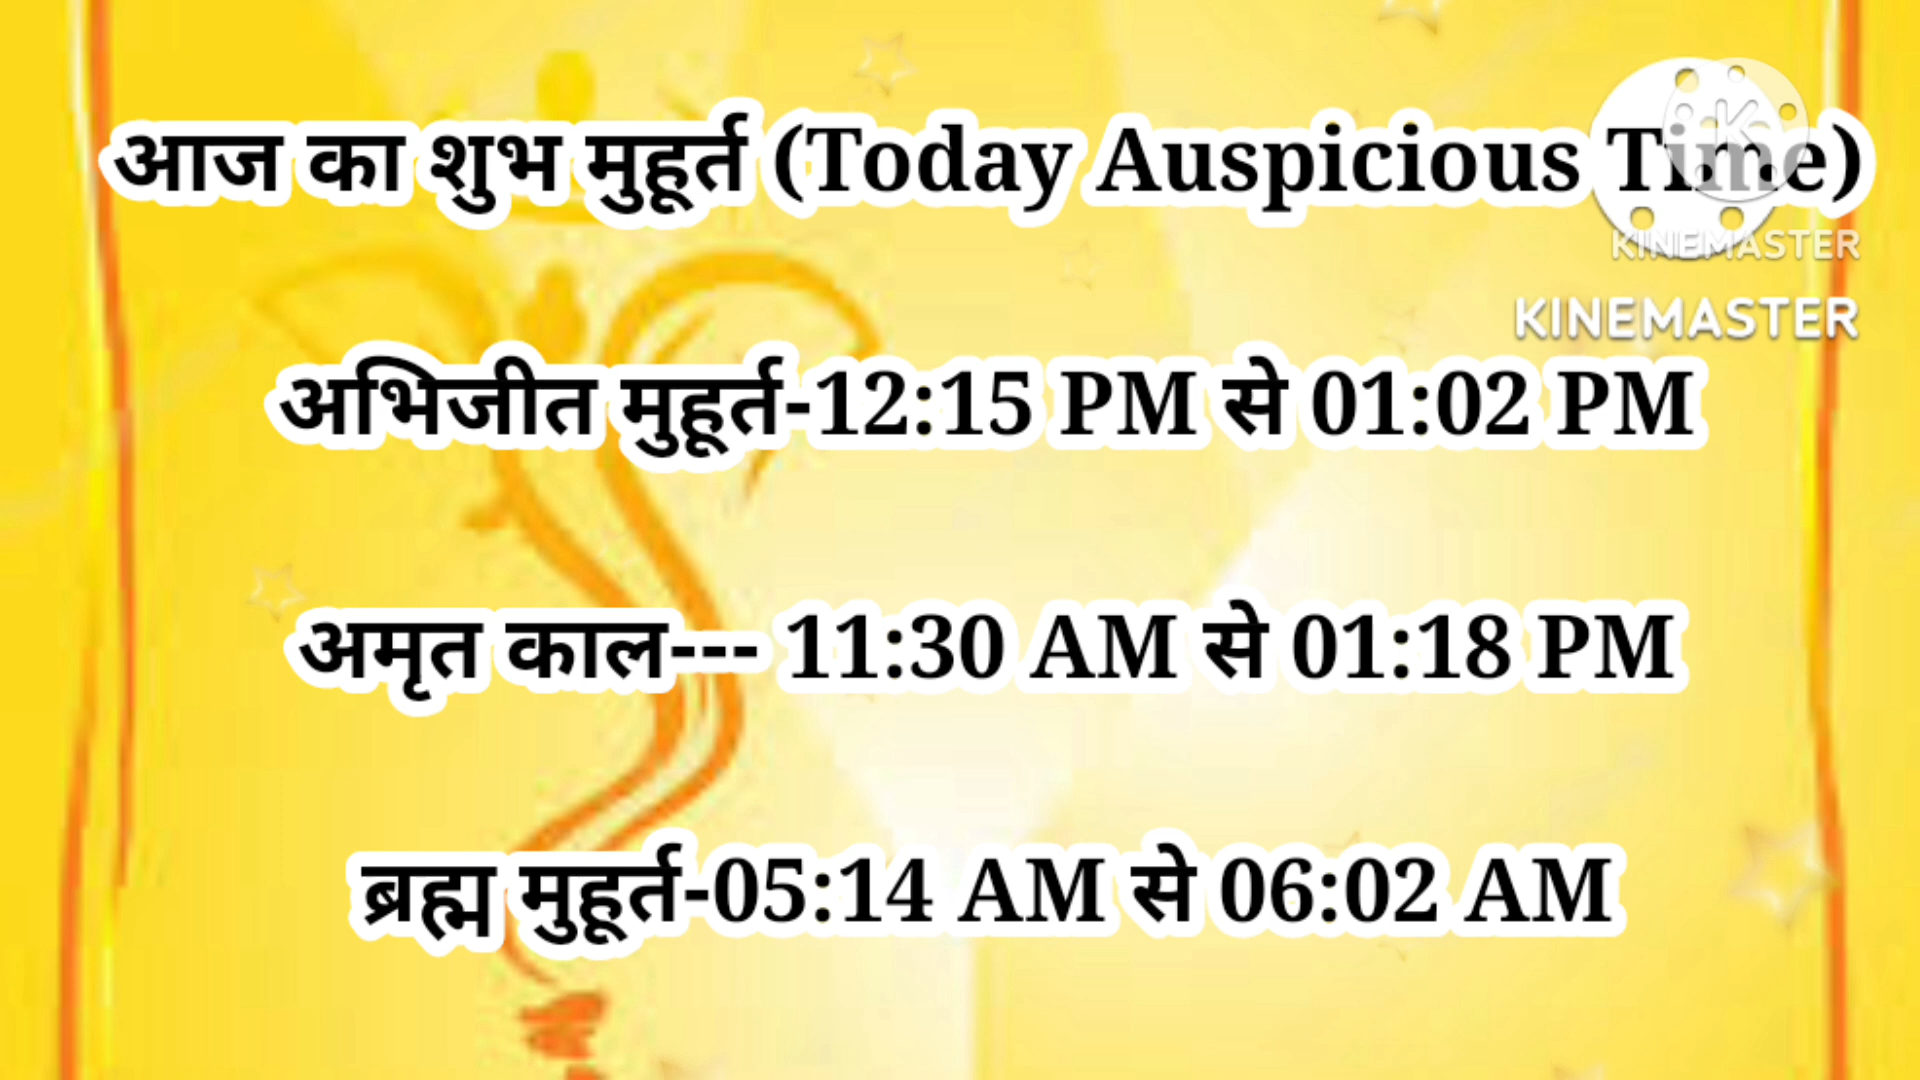 आज का शुभ मुहूर्त (Today Auspicious Time)
KINEMASTER
KINEMASTER
अभिजीत मुहूर्त-12:15 PM से 01:02 PM
अमृत काल--- 11:30 AM से 01:18 PM
ब्रह्म मुहूर्त-05:14 AM से 06:02 AM